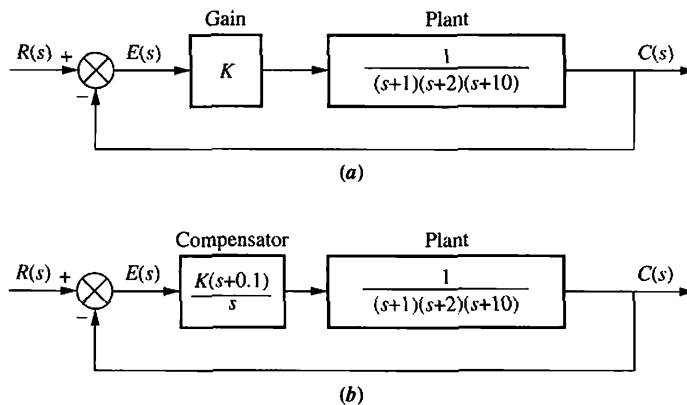 Gain Plant
R(s) + E(s) K 1 C(s)
(s+1)(s+2)(s+10)
−
(a)
Compensator Plant
R(s) + E(s) K(s+0.1) 1 C(s)
s (s+1)(s+2)(s+10)
−
(b)